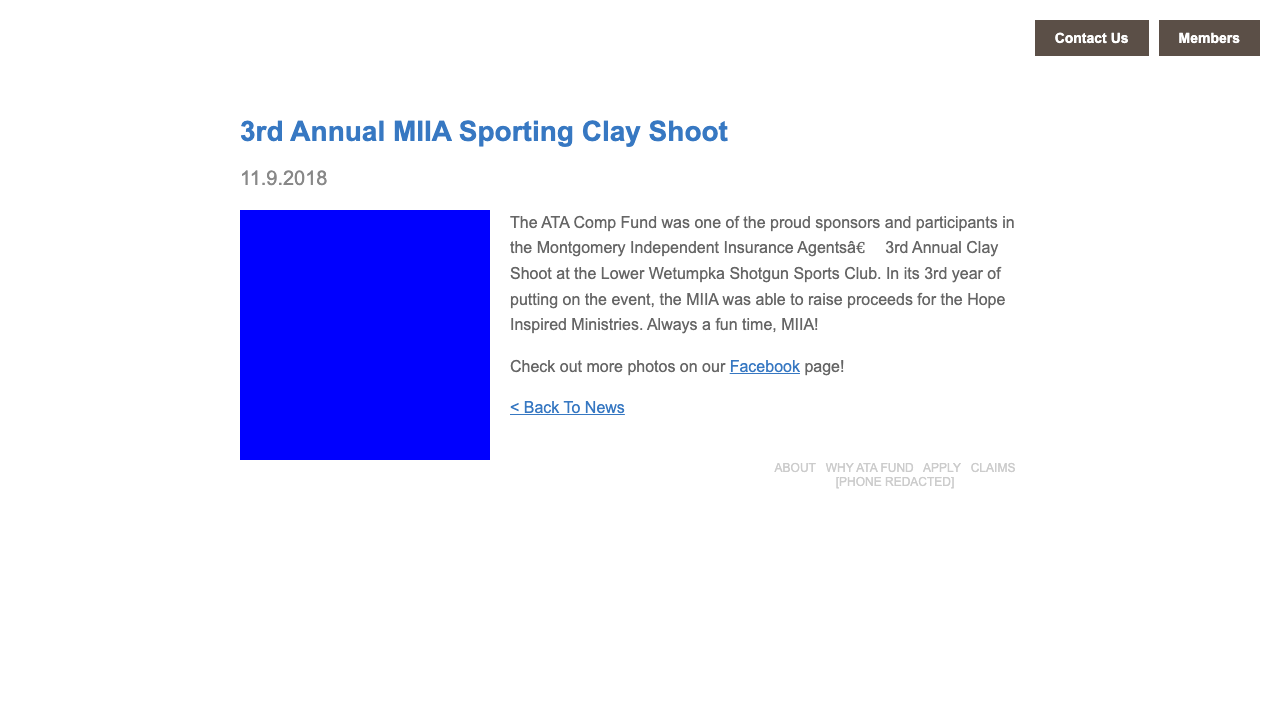 Contact Us Members
3rd Annual MIIA Sporting Clay Shoot
11.9.2018
The ATA Comp Fund was one of the proud sponsors and participants in
the Montgomery Independent Insurance Agentsâ€ 3rd Annual Clay
Shoot at the Lower Wetumpka Shotgun Sports Club. In its 3rd year of
putting on the event, the MIIA was able to raise proceeds for the Hope
Inspired Ministries. Always a fun time, MIIA!
Check out more photos on our Facebook page!
< Back To News
ABOUT WHY ATA FUND APPLY CLAIMS
[PHONE REDACTED]